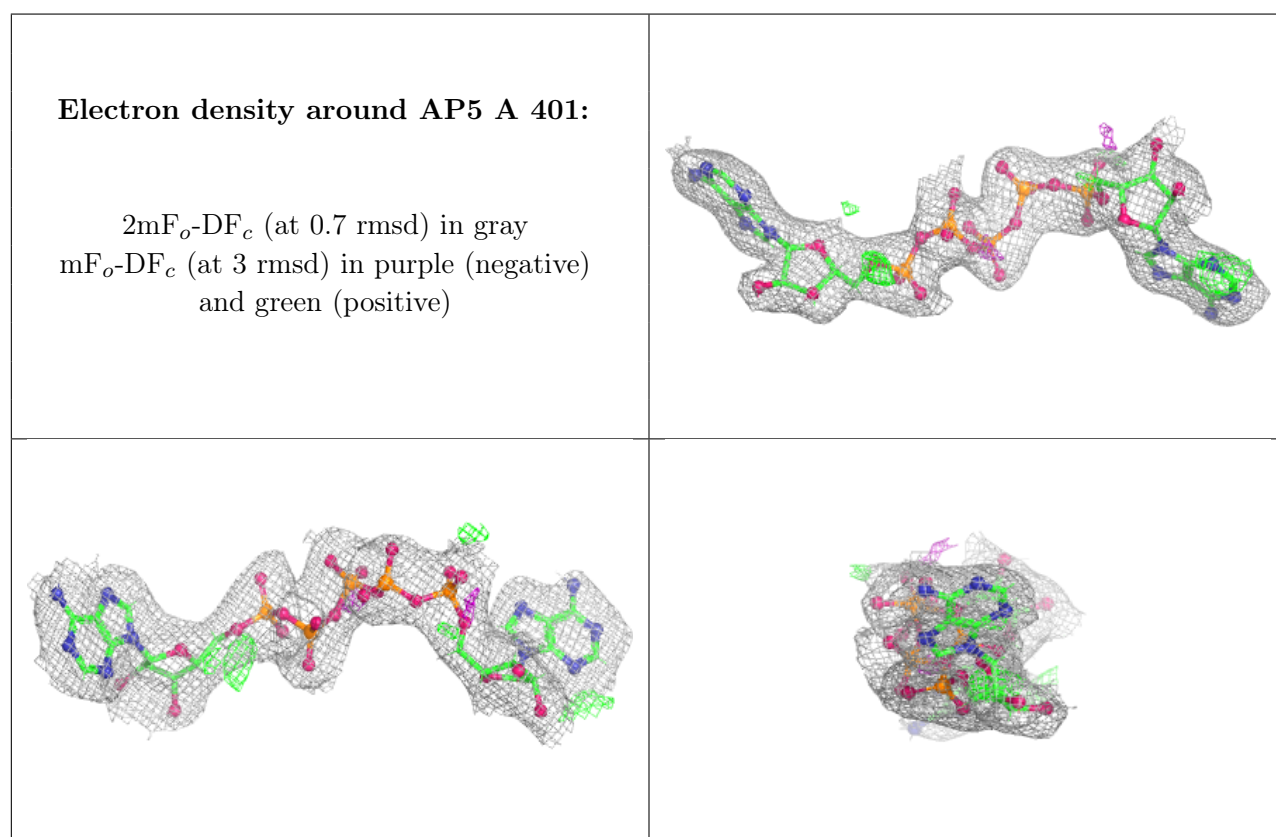 Electron density around AP5 A 401:
2mFo-DFc (at 0.7 rmsd) in gray
mFo-DFc (at 3 rmsd) in purple (negative)
and green (positive)